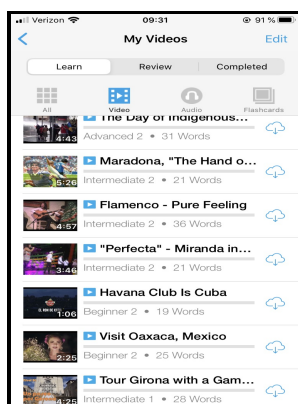 Verizon 09:31 91 %
My Videos Edit
Learn Review Completed
All Video Audio Flashcards
The Day of Indigenous...
4:43 Advanced 2 • 31 Words
Maradona, "The Hand o...
5:26 Intermediate 2 • 21 Words
Flamenco - Pure Feeling
4:57 Intermediate 2 • 36 Words
"Perfecta" - Miranda in...
3:46 Intermediate 2 • 21 Words
Havana Club Is Cuba
1:06 Beginner 2 • 19 Words
Visit Oaxaca, Mexico
2:25 Beginner 2 • 25 Words
Tour Girona with a Gam...
4:25 Intermediate 1 • 28 Words